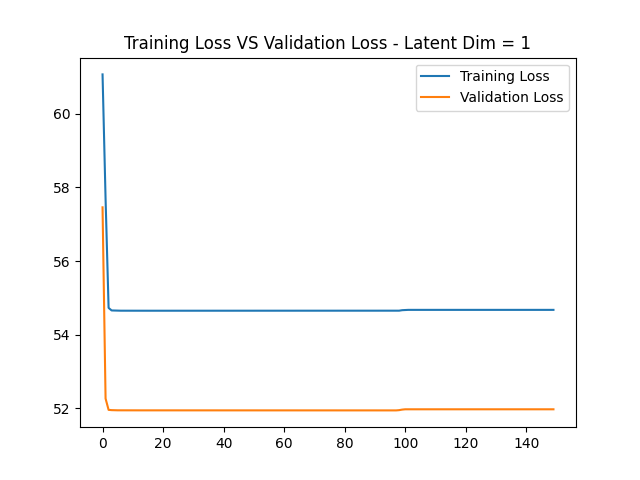 Training Loss VS Validation Loss - Latent Dim = 1
Training Loss
Validation Loss
60
58
56
54
52
0 20 40 60 80 100 120 140